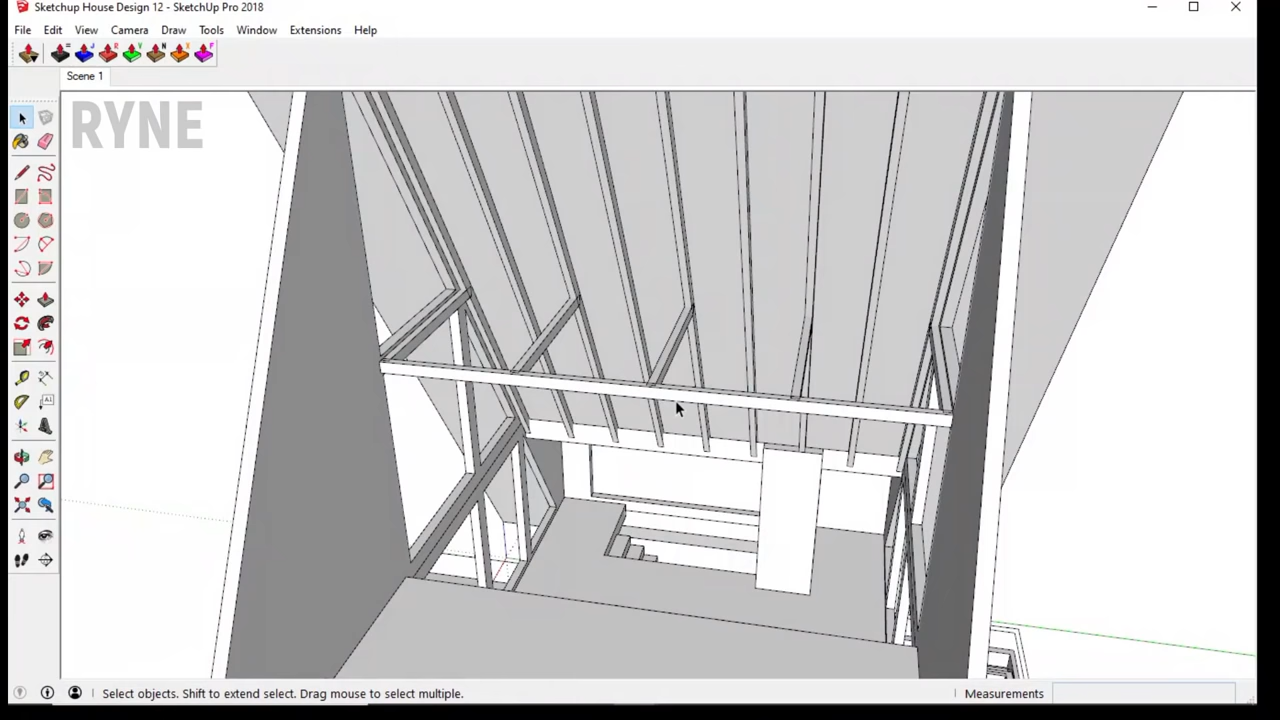 Sketchup House Design 12 - SketchUp Pro 2018
File Edit View Camera Draw Tools Window Extensions Help
= J R V N X F
Scene 1
RYNE
A1
Select objects. Shift to extend select. Drag mouse to select multiple.
Measurements